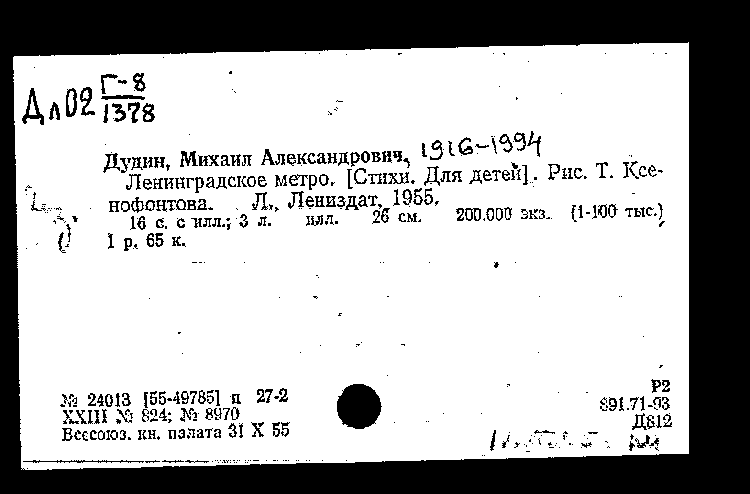 Дл02 Г-8
1378
Дудин, Михаил Александрович, 1916-1994
Ленинградское метро. [Стихи. Для детей]. Рис. Т. Ксе-
нофонтова. Л., Лениздат, 1955.
16 с. с илл.; 3 л. илл. 26 см. 200.000 экз. (1-100 тыс.)
1 р. 65 к.
№ 24013 [55-49785] п 27-2
XXIII № 824; № 8970
Всесоюз. кн. палата 31 X 55
Р2
891.71-93
Д812